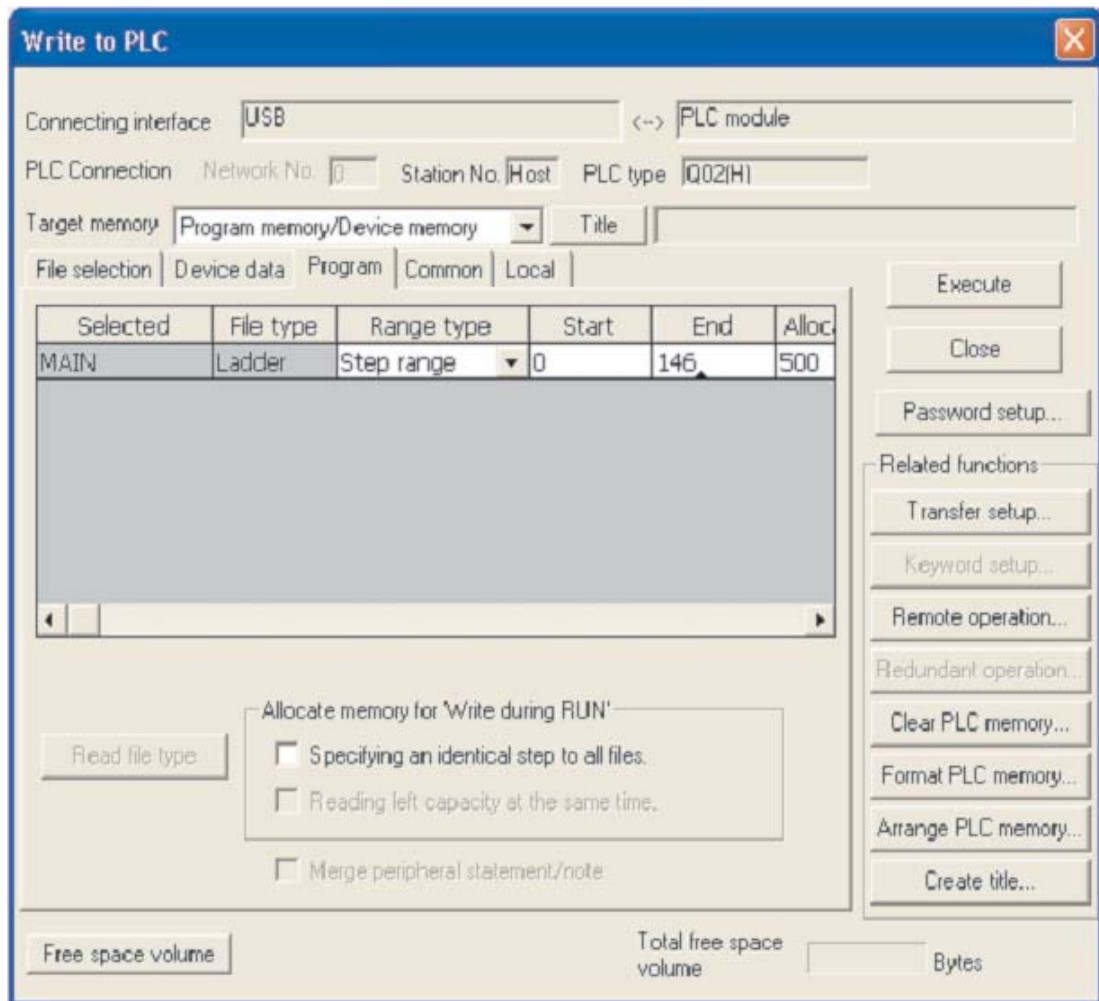 Write to PLC
Connecting interface USB <--> PLC module
PLC Connection Network No. 0 Station No. Host PLC type Q02(H)
Target memory Program memory/Device memory Title
File selection Device data Program Common Local
Selected File type Range type Start End Alloca
MAIN Ladder Step range 0 146 500
Execute
Close
Password setup...
Related functions
Transfer setup...
Keyword setup...
Remote operation...
Redundant operation...
Clear PLC memory...
Format PLC memory...
Arrange PLC memory...
Create title...
Allocate memory for 'Write during RUN'
Read file type
Specifying an identical step to all files.
Reading left capacity at the same time.
Merge peripheral statement/note
Free space volume
Total free space
volume Bytes